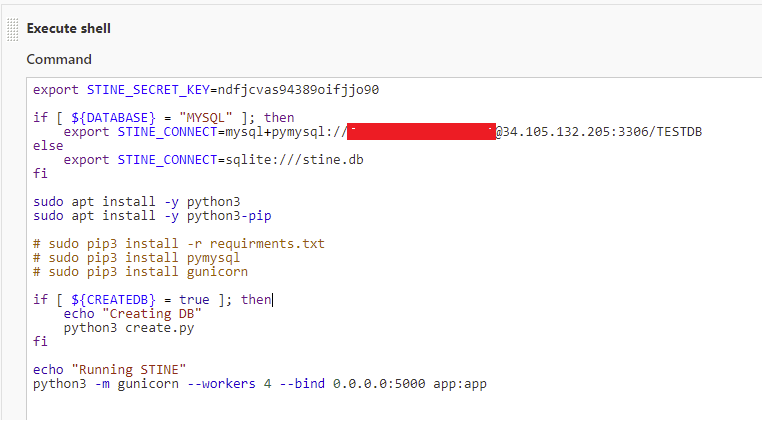 Execute shell
Command
export STINE_SECRET_KEY=ndfjcvas94389oifjjo90
if [ ${DATABASE} = "MYSQL" ]; then
export STINE_CONNECT=mysql+pymysql://@34.105.132.205:3306/TESTDB
else
export STINE_CONNECT=sqlite:///stine.db
fi
sudo apt install -y python3
sudo apt install -y python3-pip
# sudo pip3 install -r requirments.txt
# sudo pip3 install pymysql
# sudo pip3 install gunicorn
if [ ${CREATEDB} = true ]; then
echo "Creating DB"
python3 create.py
fi
echo "Running STINE"
python3 -m gunicorn --workers 4 --bind 0.0.0.0:5000 app:app